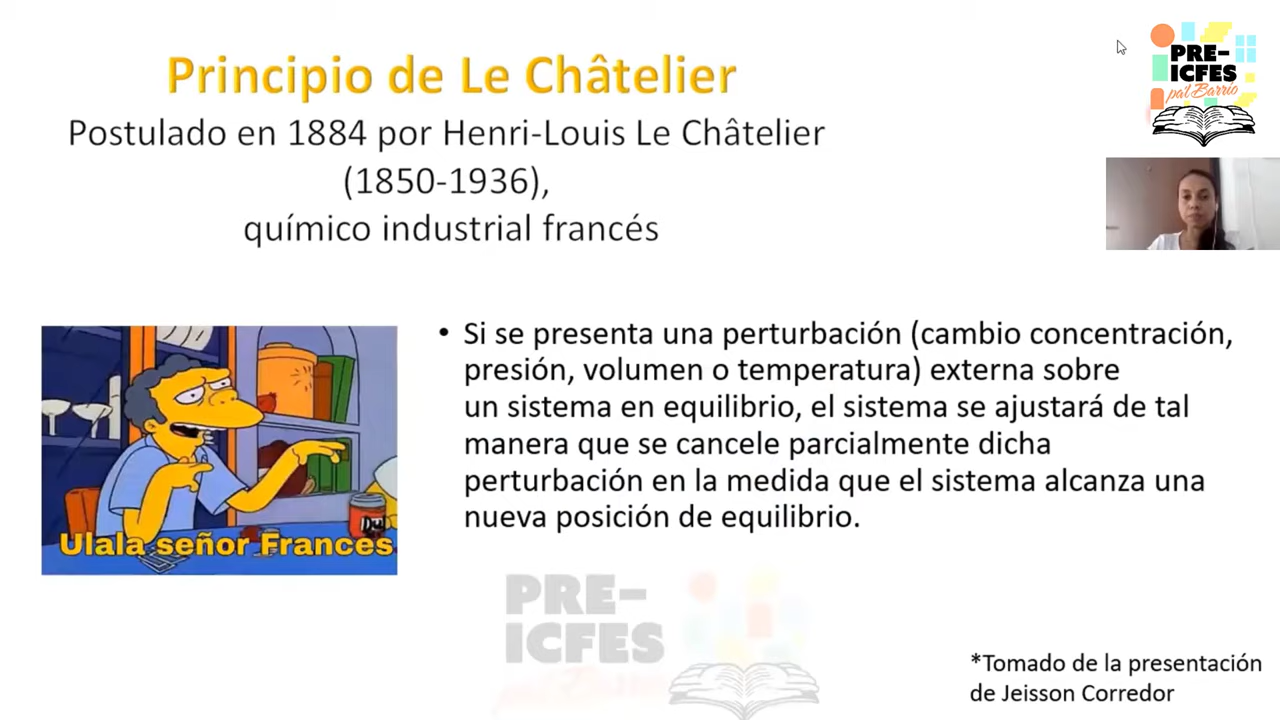 Principio de Le Châtelier
Postulado en 1884 por Henri-Louis Le Châtelier
(1850-1936),
químico industrial francés
PRE-
ICFES
pa'l Barrio
• Si se presenta una perturbación (cambio concentración,
presión, volumen o temperatura) externa sobre
un sistema en equilibrio, el sistema se ajustará de tal
manera que se cancele parcialmente dicha
perturbación en la medida que el sistema alcanza una
nueva posición de equilibrio.
Duff
Ulala señor Francés
PRE-
ICFES
*Tomado de la presentación
de Jeisson Corredor